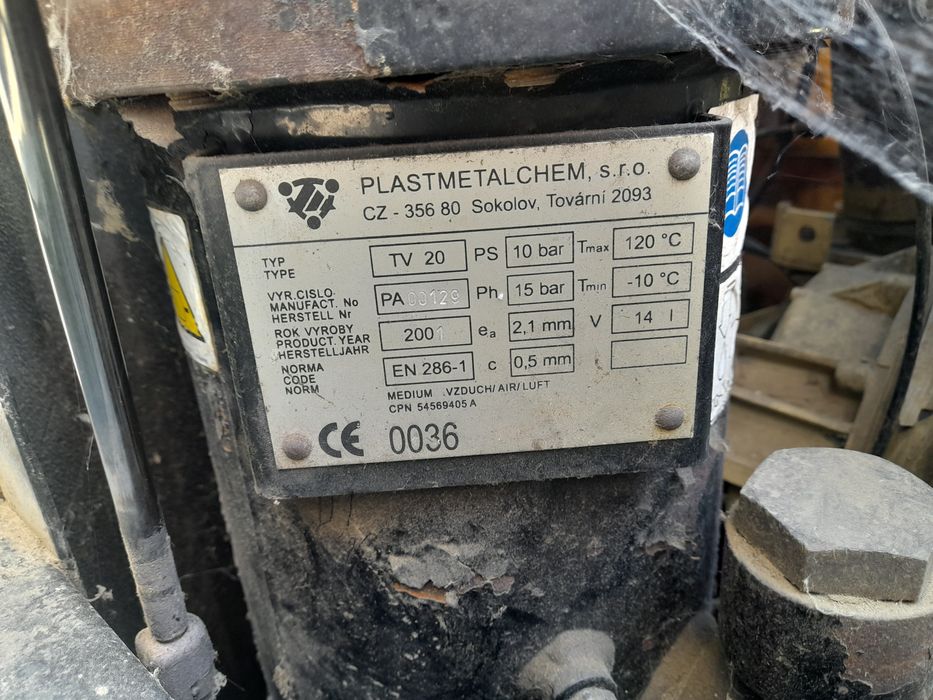 PLASTMETALCHEM, s.r.o.
CZ - 356 80 Sokolov, Tovární 2093
TYP
TYPE
TV 20
PS
10 bar
Tmax
120 °C
VYR.CISLO
MANUFACT. No
HERSTELL Nr
PA 00129
Ph
15 bar
Tmin
-10 °C
ROK VYROBY
PRODUCT. YEAR
HERSTELLJAHR
2001
ea
2,1 mm
V
14 l
NORMA
CODE
NORM
EN 286-1
c
0,5 mm
MEDIUM : VZDUCH/ AIR/ LUFT
CPN 54569405 A
CE 0036